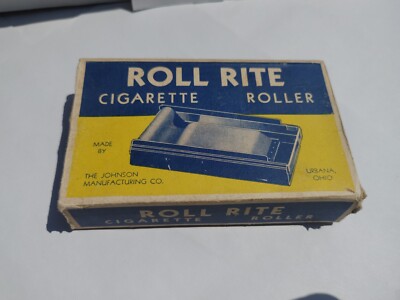 ROLL RITE
CIGARETTE ROLLER
MADE
BY
THE JOHNSON
MANUFACTURING CO.
URBANA,
OHIO
ROLL RITE
CIGARETTE ROLLER